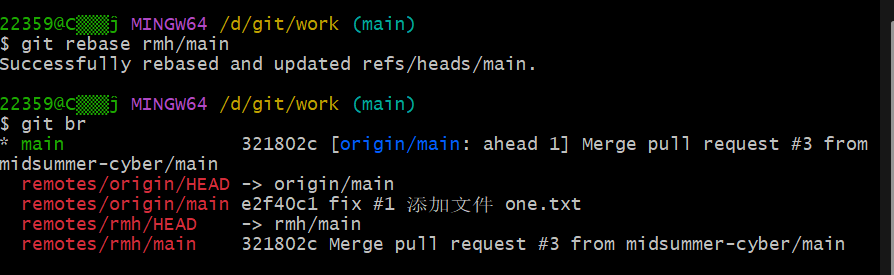 22359@C▒▒▒ĵ MINGW64 /d/git/work (main)
$ git rebase rmh/main
Successfully rebased and updated refs/heads/main.
22359@C▒▒▒ĵ MINGW64 /d/git/work (main)
$ git br
* main 321802c [origin/main: ahead 1] Merge pull request #3 from
midsummer-cyber/main
remotes/origin/HEAD -> origin/main
remotes/origin/main e2f40c1 fix #1 添加文件 one.txt
remotes/rmh/HEAD -> rmh/main
remotes/rmh/main 321802c Merge pull request #3 from midsummer-cyber/main